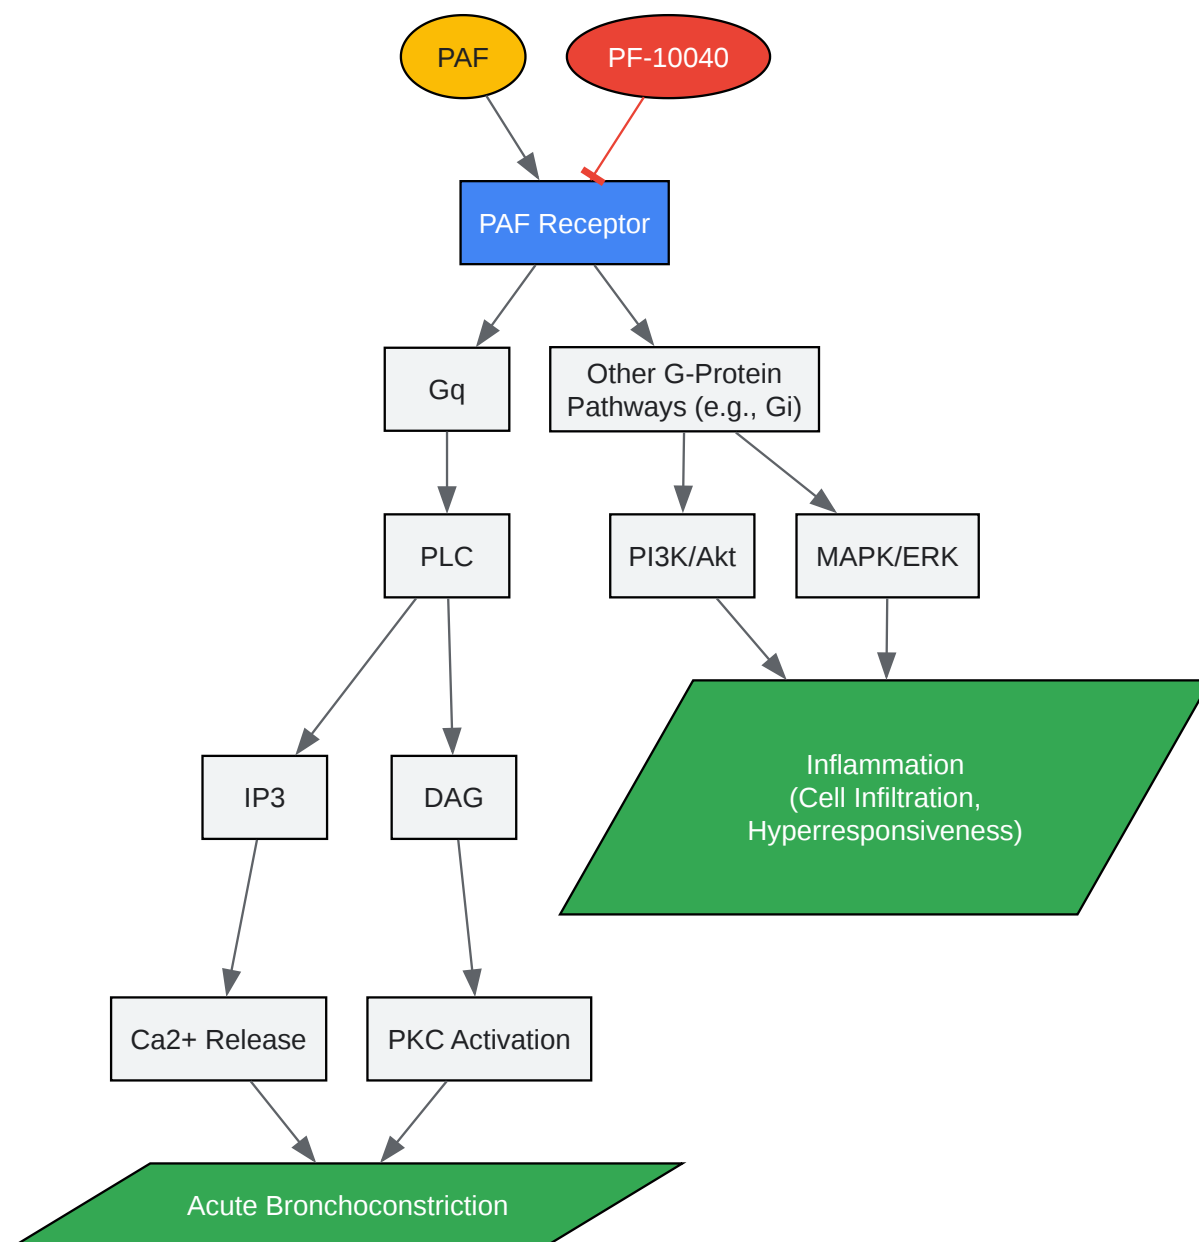 PAF
PF-10040
PAF Receptor
Gq
Other G-Protein
Pathways (e.g., Gi)
PLC
PI3K/Akt
MAPK/ERK
IP3
DAG
Inflammation
(Cell Infiltration,
Hyperresponsiveness)
Ca2+ Release
PKC Activation
Acute Bronchoconstriction